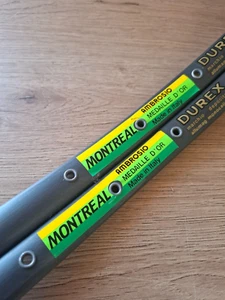 MONTREAL
AMBROSIO
MEDAILLE D'OR
Made in Italy
DUREX
MONTREAL
AMBROSIO
MEDAILLE D'OR
Made in Italy
DUREX